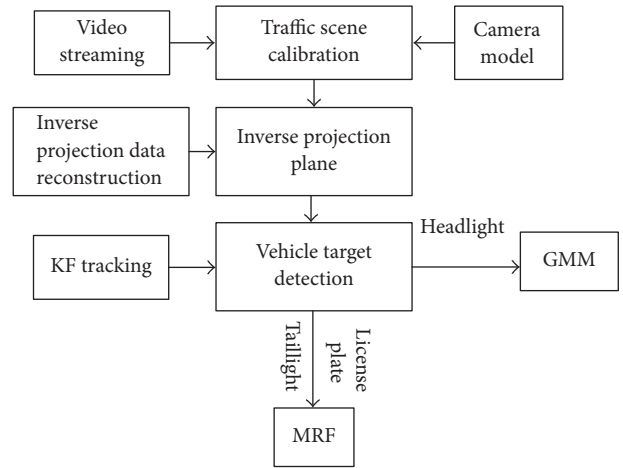 Video
streaming
Traffic scene
calibration
Camera
model
Inverse
projection data
reconstruction
Inverse projection
plane
KF tracking
Vehicle target
detection
Headlight
GMM
Taillight
License
plate
MRF